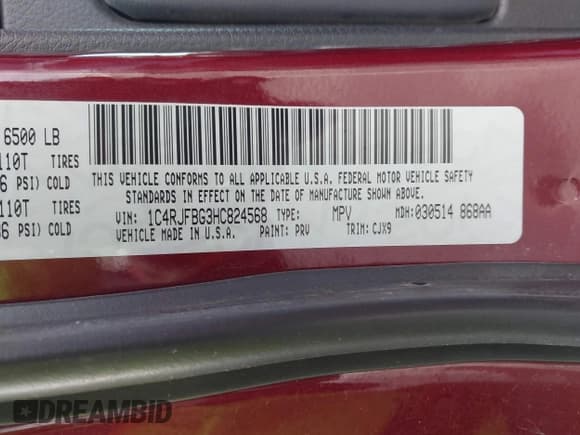 6500 LB
110T TIRES
6 PSI) COLD
110T TIRES
36 PSI) COLD
THIS VEHICLE CONFORMS TO ALL APPLICABLE U.S.A. FEDERAL MOTOR VEHICLE SAFETY
STANDARDS IN EFFECT ON THE DATE OF MANUFACTURE SHOWN ABOVE.
VIN: 1C4RJFBG3HC824568 TYPE: MPV MDH: 030514 868AA
VEHICLE MADE IN U.S.A. PAINT: PRV TRIM: CJX9
DREAMBID